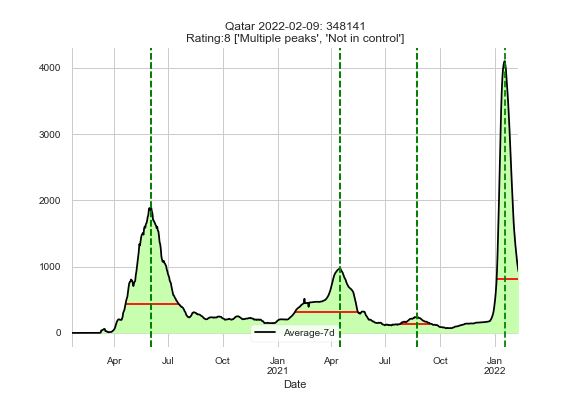 Qatar 2022-02-09: 348141
Rating:8 ['Multiple peaks', 'Not in control']
4000
3000
2000
1000
0
Average-7d
Apr Jul Oct Jan Apr Jul Oct Jan
2021 2022
Date